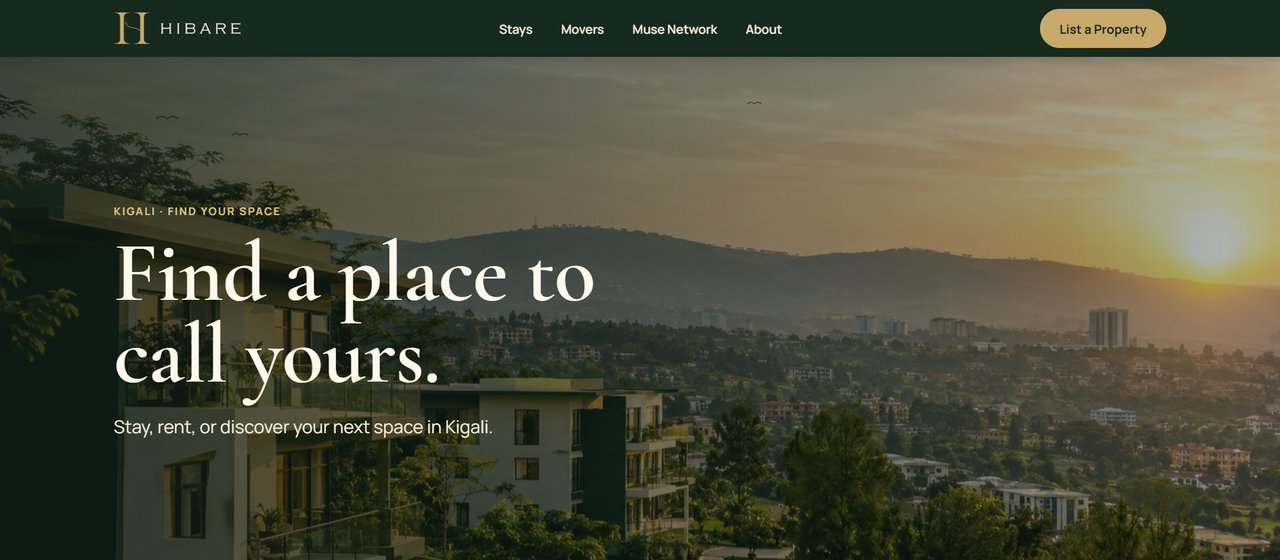 H HIBARE
Stays
Movers
Muse Network
About
List a Property
KIGALI · FIND YOUR SPACE
Find a place to
call yours.
Stay, rent, or discover your next space in Kigali.